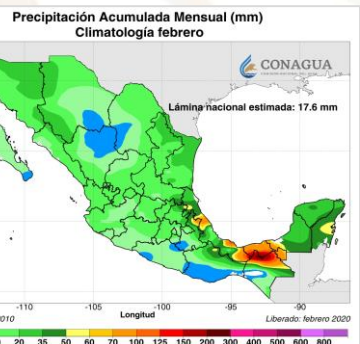 Precipitación Acumulada Mensual (mm)
Climatología febrero
CONAGUA
Lámina nacional estimada: 17.6 mm
-110 -105 -100 -95 -90
Longitud
2010
Liberado: febrero 2020
20 35 50 60 70 100 125 150 200 300 400 500 600 800